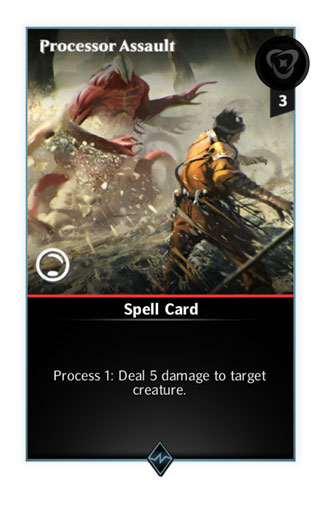 Processor Assault
3
Spell Card
Process 1: Deal 5 damage to target
creature.